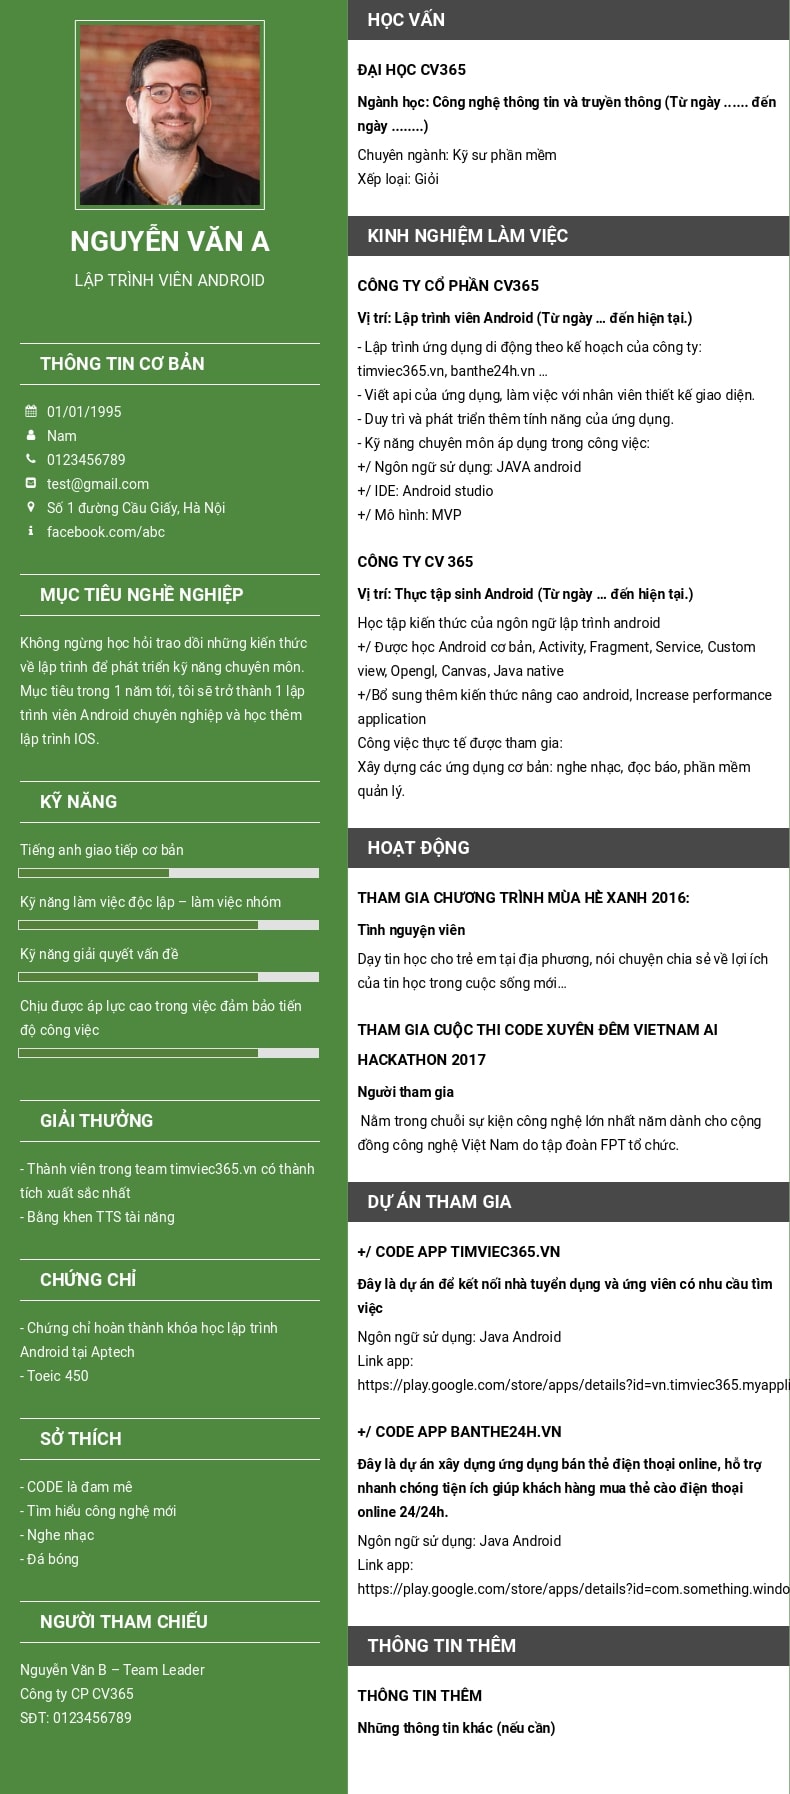 NGUYỄN VĂN A
LẬP TRÌNH VIÊN ANDROID
THÔNG TIN CƠ BẢN
01/01/1995
Nam
0123456789
test@gmail.com
Số 1 đường Cầu Giấy, Hà Nội
facebook.com/abc
MỤC TIÊU NGHỀ NGHIỆP
Không ngừng học hỏi trao dồi những kiến thức
về lập trình để phát triển kỹ năng chuyên môn.
Mục tiêu trong 1 năm tới, tôi sẽ trở thành 1 lập
trình viên Android chuyên nghiệp và học thêm
lập trình IOS.
KỸ NĂNG
Tiếng anh giao tiếp cơ bản
Kỹ năng làm việc độc lập – làm việc nhóm
Kỹ năng giải quyết vấn đề
Chịu được áp lực cao trong việc đảm bảo tiến
độ công việc
GIẢI THƯỞNG
- Thành viên trong team timviec365.vn có thành
tích xuất sắc nhất
- Bằng khen TTS tài năng
CHỨNG CHỈ
- Chứng chỉ hoàn thành khóa học lập trình
Android tại Aptech
- Toeic 450
SỞ THÍCH
- CODE là đam mê
- Tìm hiểu công nghệ mới
- Nghe nhạc
- Đá bóng
NGƯỜI THAM CHIẾU
Nguyễn Văn B – Team Leader
Công ty CP CV365
SĐT: 0123456789
HỌC VẤN
ĐẠI HỌC CV365
Ngành học: Công nghệ thông tin và truyền thông (Từ ngày ...... đến
ngày ........)
Chuyên ngành: Kỹ sư phần mềm
Xếp loại: Giỏi
KINH NGHIỆM LÀM VIỆC
CÔNG TY CỔ PHẦN CV365
Vị trí: Lập trình viên Android (Từ ngày ... đến hiện tại.)
- Lập trình ứng dụng di động theo kế hoạch của công ty:
timviec365.vn, banthe24h.vn ...
- Viết api của ứng dụng, làm việc với nhân viên thiết kế giao diện.
- Duy trì và phát triển thêm tính năng của ứng dụng.
- Kỹ năng chuyên môn áp dụng trong công việc:
+/ Ngôn ngữ sử dụng: JAVA android
+/ IDE: Android studio
+/ Mô hình: MVP
CÔNG TY CV 365
Vị trí: Thực tập sinh Android (Từ ngày ... đến hiện tại.)
Học tập kiến thức của ngôn ngữ lập trình android
+/ Được học Android cơ bản, Activity, Fragment, Service, Custom
view, Opengl, Canvas, Java native
+/Bổ sung thêm kiến thức nâng cao android, Increase performance
application
Công việc thực tế được tham gia:
Xây dựng các ứng dụng cơ bản: nghe nhạc, đọc báo, phần mềm
quản lý.
HOẠT ĐỘNG
THAM GIA CHƯƠNG TRÌNH MÙA HÈ XANH 2016:
Tình nguyện viên
Dạy tin học cho trẻ em tại địa phương, nói chuyện chia sẻ về lợi ích
của tin học trong cuộc sống mới...
THAM GIA CUỘC THI CODE XUYÊN ĐÊM VIETNAM AI
HACKATHON 2017
Người tham gia
Nằm trong chuỗi sự kiện công nghệ lớn nhất năm dành cho cộng
đồng công nghệ Việt Nam do tập đoàn FPT tổ chức.
DỰ ÁN THAM GIA
+/ CODE APP TIMVIEC365.VN
Đây là dự án để kết nối nhà tuyển dụng và ứng viên có nhu cầu tìm
việc
Ngôn ngữ sử dụng: Java Android
Link app:
https://play.google.com/store/apps/details?id=vn.timviec365.myappli
+/ CODE APP BANTHE24H.VN
Đây là dự án xây dựng ứng dụng bán thẻ điện thoại online, hỗ trợ
nhanh chóng tiện ích giúp khách hàng mua thẻ cào điện thoại
online 24/24h.
Ngôn ngữ sử dụng: Java Android
Link app:
https://play.google.com/store/apps/details?id=com.something.windo
THÔNG TIN THÊM
THÔNG TIN THÊM
Những thông tin khác (nếu cần)